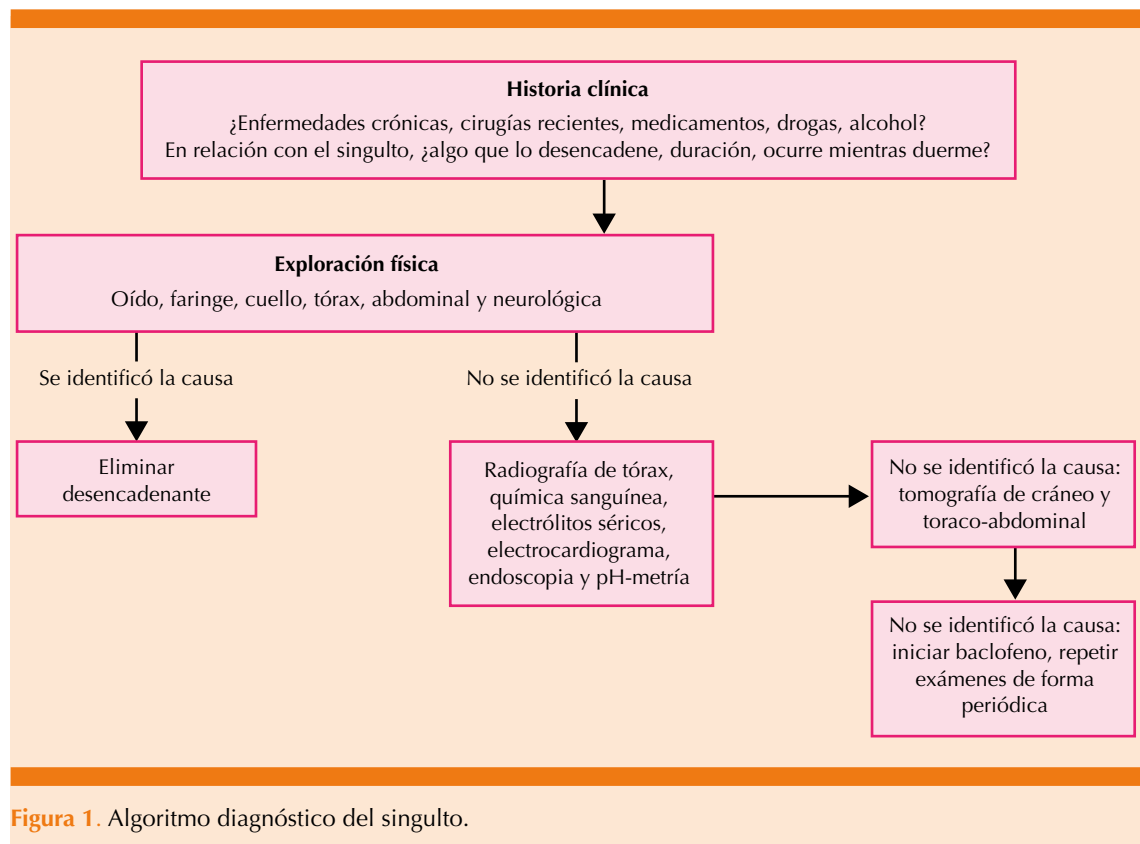 Historia clínica
¿Enfermedades crónicas, cirugías recientes, medicamentos, drogas, alcohol?
En relación con el singulto, ¿algo que lo desencadene, duración, ocurre mientras duerme?
Exploración física
Oído, faringe, cuello, tórax, abdominal y neurológica
Se identificó la causa
No se identificó la causa
Eliminar
desencadenante
Radiografía de tórax,
química sanguínea,
electrólitos séricos,
electrocardiograma,
endoscopia y pH-metría
No se identificó la causa:
tomografía de cráneo y
toraco-abdominal
No se identificó la causa:
iniciar baclofeno, repetir
exámenes de forma
periódica
Figura 1. Algoritmo diagnóstico del singulto.